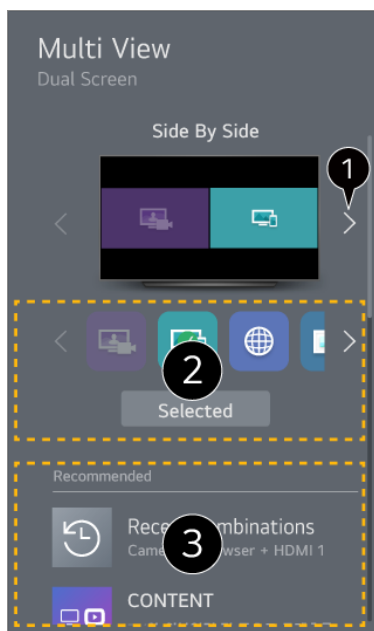 Multi View
Dual Screen
Side By Side
1
2
Selected
Recommended
3
HDMI 1
CONTENT